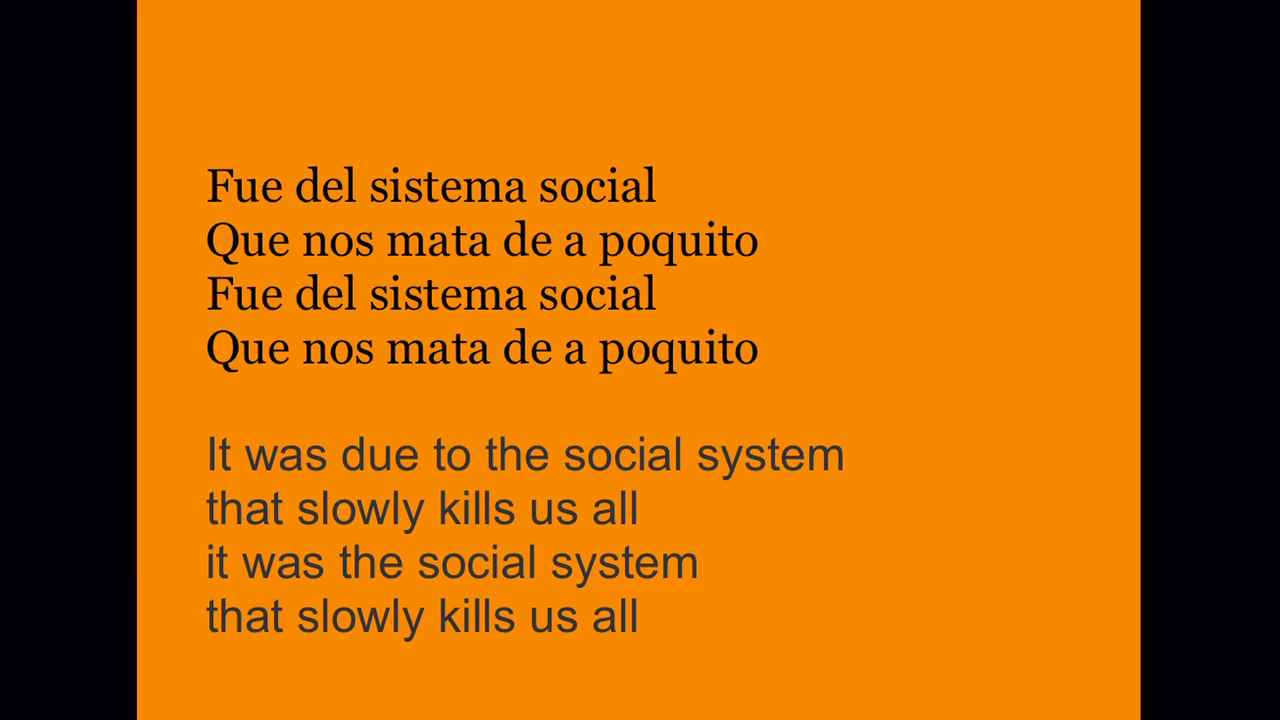 Fue del sistema social
Que nos mata de a poquito
Fue del sistema social
Que nos mata de a poquito
It was due to the social system
that slowly kills us all
it was the social system
that slowly kills us all